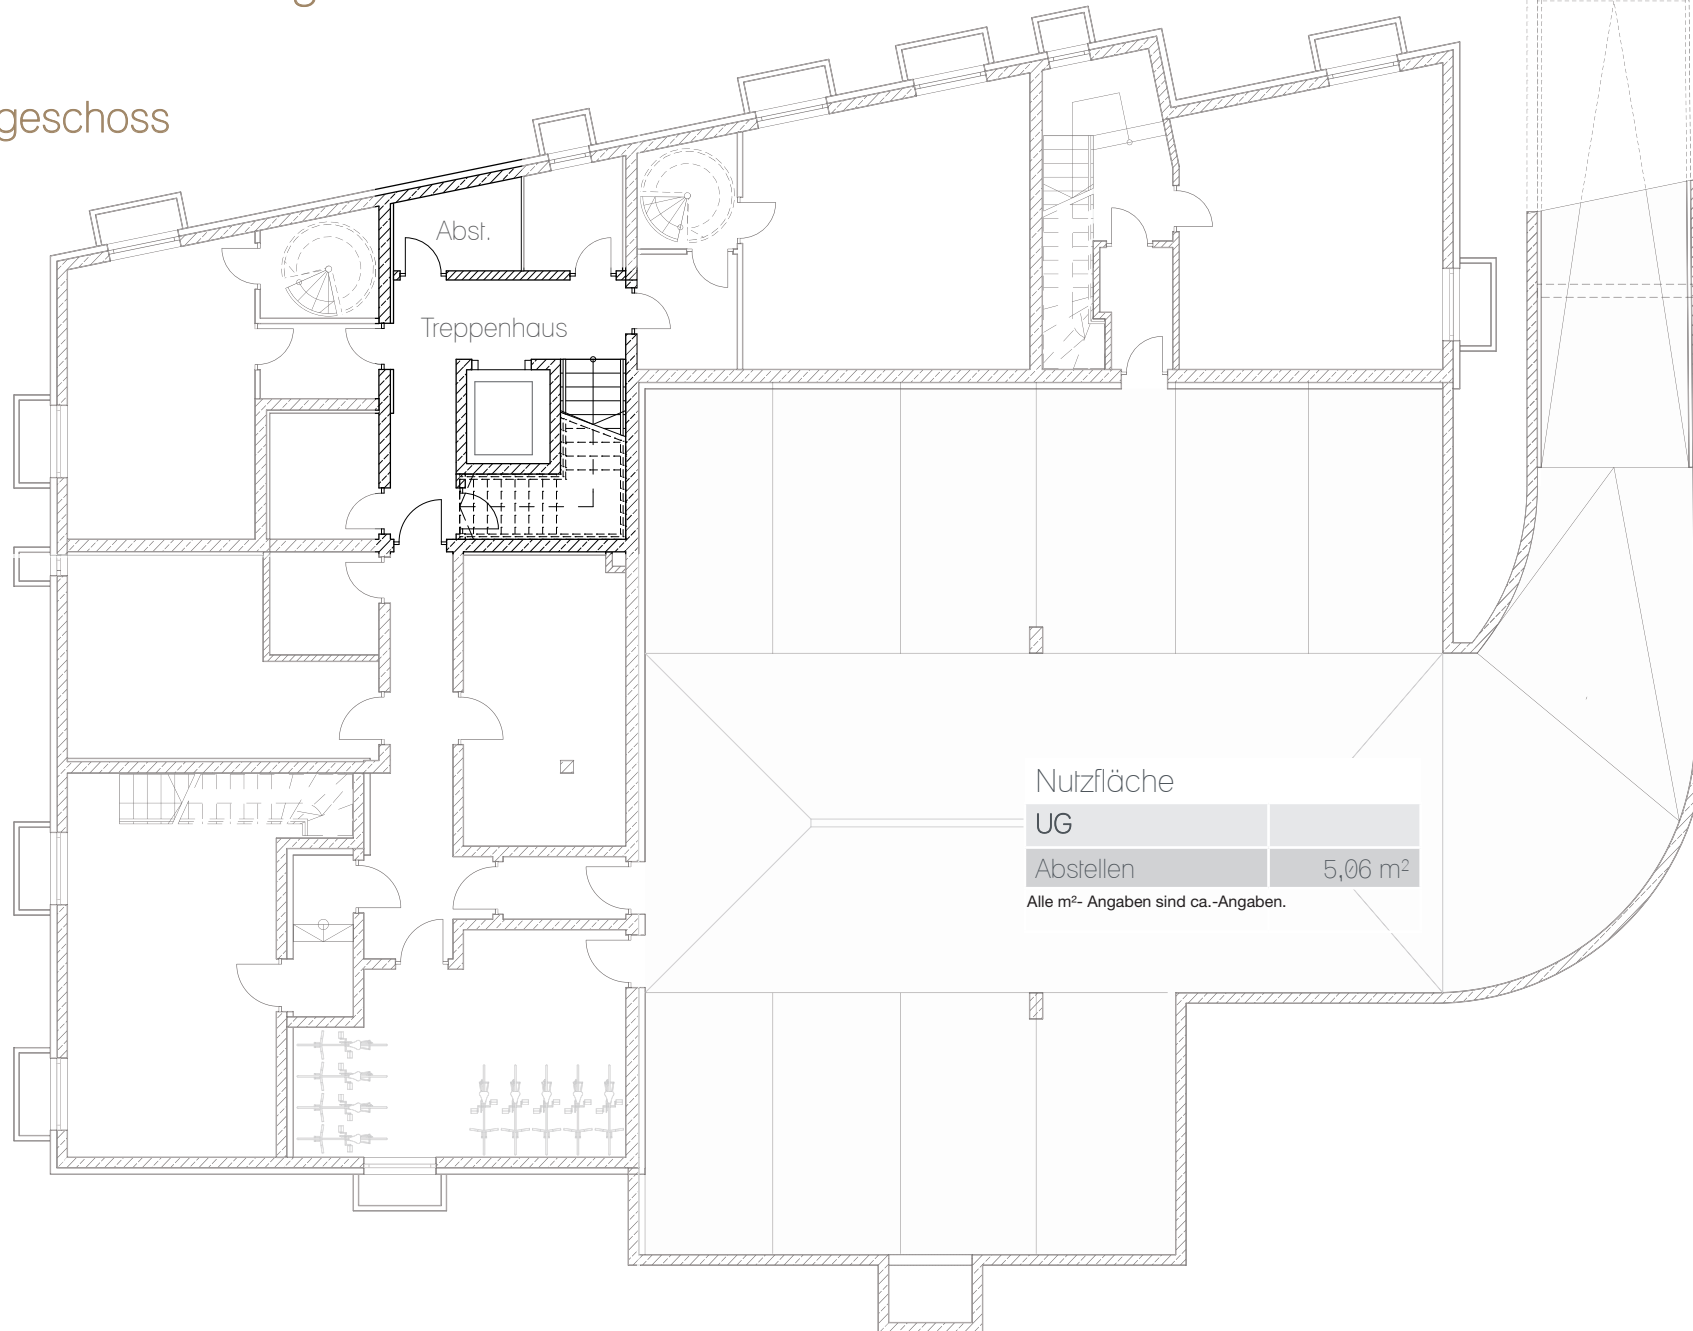 geschoss
Abst.
Treppenhaus
Nutzfläche
UG
Abstellen 5,06 m²
Alle m²- Angaben sind ca.-Angaben.